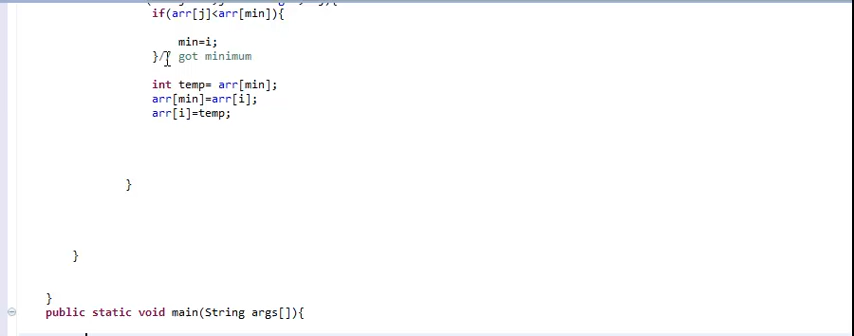 if(arr[j]<arr[min]){
min=i;
}// got minimum
int temp= arr[min];
arr[min]=arr[i];
arr[i]=temp;
}
}
}
public static void main(String args[]){